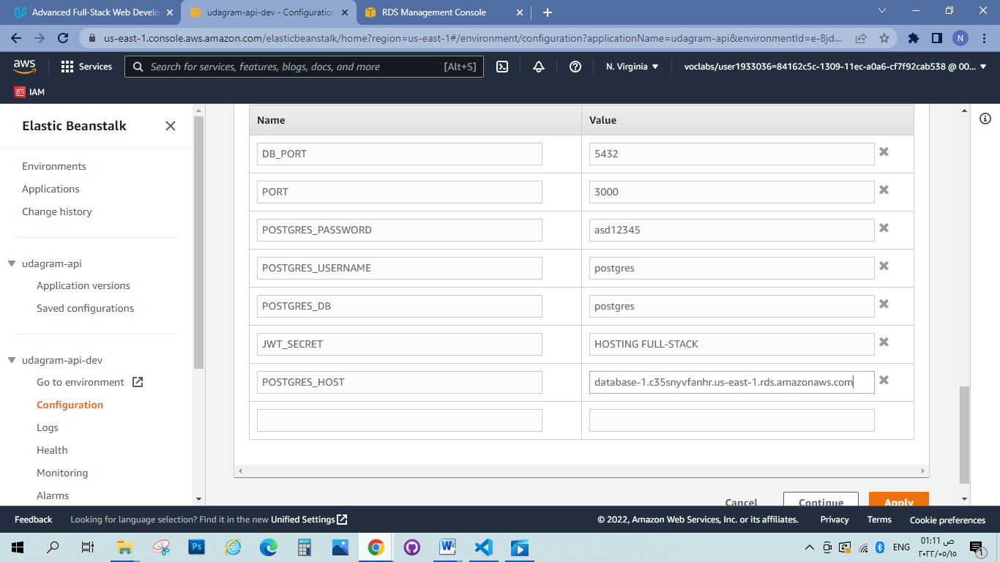 Advanced Full-Stack Web Develo
udagram-api-dev - Configuration
RDS Management Console
us-east-1.console.aws.amazon.com/elasticbeanstalk/home?region=us-east-1#/environment/configuration?applicationName=udagram-api&environmentId=e-8jd...
N
aws
Services
Search for services, features, blogs, docs, and more
[Alt+S]
N. Virginia
voclabs/user1933036=84162c5c-1309-11ec-a0a6-cf7f92cab538 @ 00...
IAM
Elastic Beanstalk
Environments
Applications
Change history
udagram-api
Application versions
Saved configurations
udagram-api-dev
Go to environment
Configuration
Logs
Health
Monitoring
Alarms
Name Value
DB_PORT 5432
PORT 3000
POSTGRES_PASSWORD asd12345
POSTGRES_USERNAME postgres
POSTGRES_DB postgres
JWT_SECRET HOSTING FULL-STACK
POSTGRES_HOST database-1.c35snyvfanhr.us-east-1.rds.amazonaws.com
Cancel Continue Apply
Feedback Looking for language selection? Find it in the new Unified Settings
© 2022, Amazon Web Services, Inc. or its affiliates. Privacy Terms Cookie preferences
Ps
W
ENG
01:11 ص
٢٠٢٢/٠٥/١٥
1